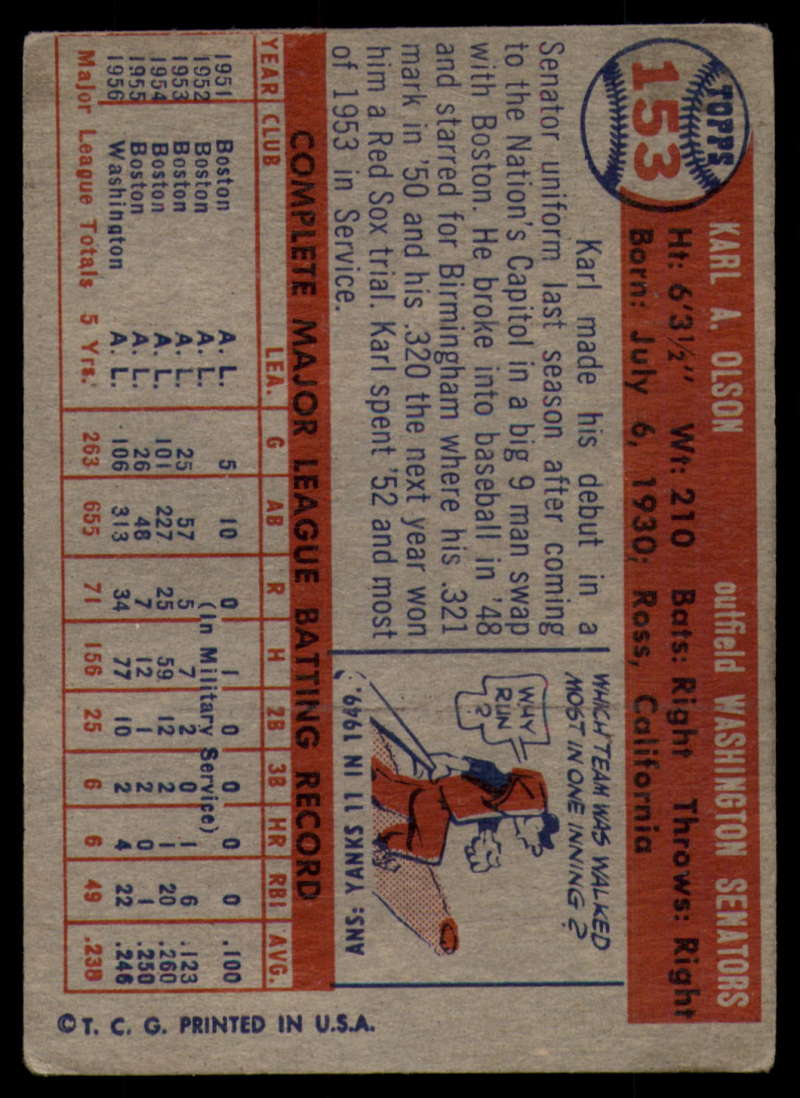 TOPPS
153
KARL A. OLSON outfield WASHINGTON SENATORS
Ht: 6'3½" Wt: 210 Bats: Right Throws: Right
Born: July 6, 1930; Ross, California
Karl made his debut in a
Senator uniform last season after coming
to the Nation's Capitol in a big 9 man swap
with Boston. He broke into baseball in '48
and starred for Birmingham where his .321
mark in '50 and his .320 the next year won
him a Red Sox trial. Karl spent '52 and most
of 1953 in Service.
WHICH TEAM WAS WALKED
MOST IN ONE INNING?
WHY
RUN
?
ANS: YANKS 11 IN 1949.
COMPLETE MAJOR LEAGUE BATTING RECORD
YEAR CLUB LEA. G AB R H 2B 3B HR RBI AVG.
1951 Boston A. L. 5 10 0 1 0 0 0 0 .100
1952 Boston A. L. (In Military Service)
1953 Boston A. L. 25 57 5 7 2 0 1 6 .123
1954 Boston A. L. 101 227 25 59 12 2 1 20 .260
1955 Boston A. L. 26 48 7 12 1 2 0 1 .250
1956 Washington A. L. 106 313 34 77 10 2 4 22 .246
Major League Totals 5 Yrs. 263 655 71 156 25 6 6 49 .238
© T. C. G. PRINTED IN U.S.A.